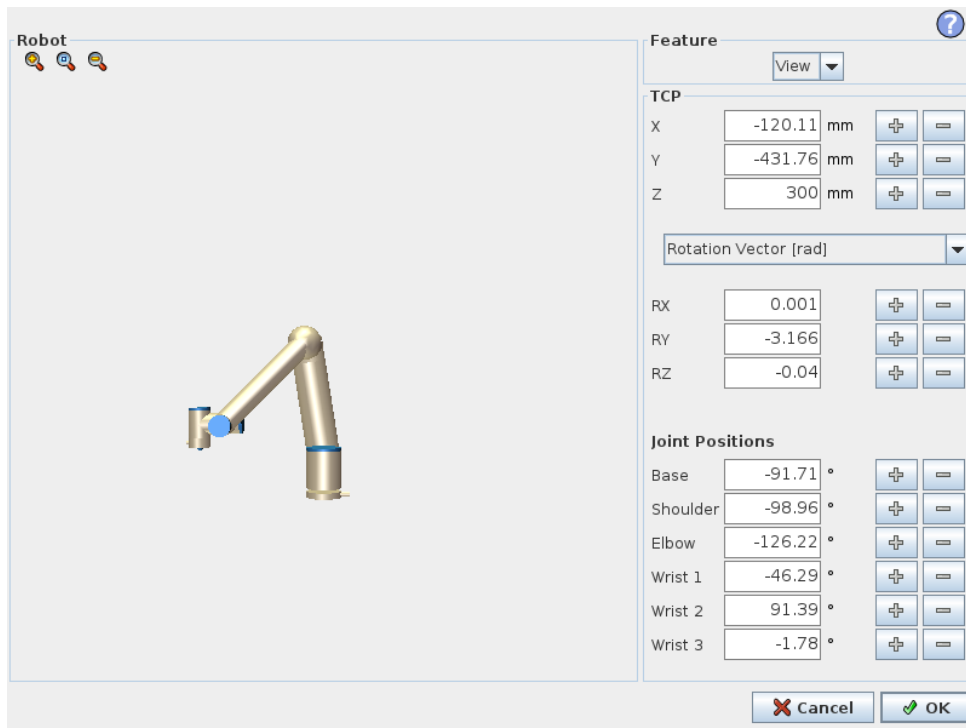 ?
Robot
Feature
View
TCP
X -120.11 mm
Y -431.76 mm
Z 300 mm
Rotation Vector [rad]
RX 0.001
RY -3.166
RZ -0.04
Joint Positions
Base -91.71 °
Shoulder -98.96 °
Elbow -126.22 °
Wrist 1 -46.29 °
Wrist 2 91.39 °
Wrist 3 -1.78 °
Cancel OK